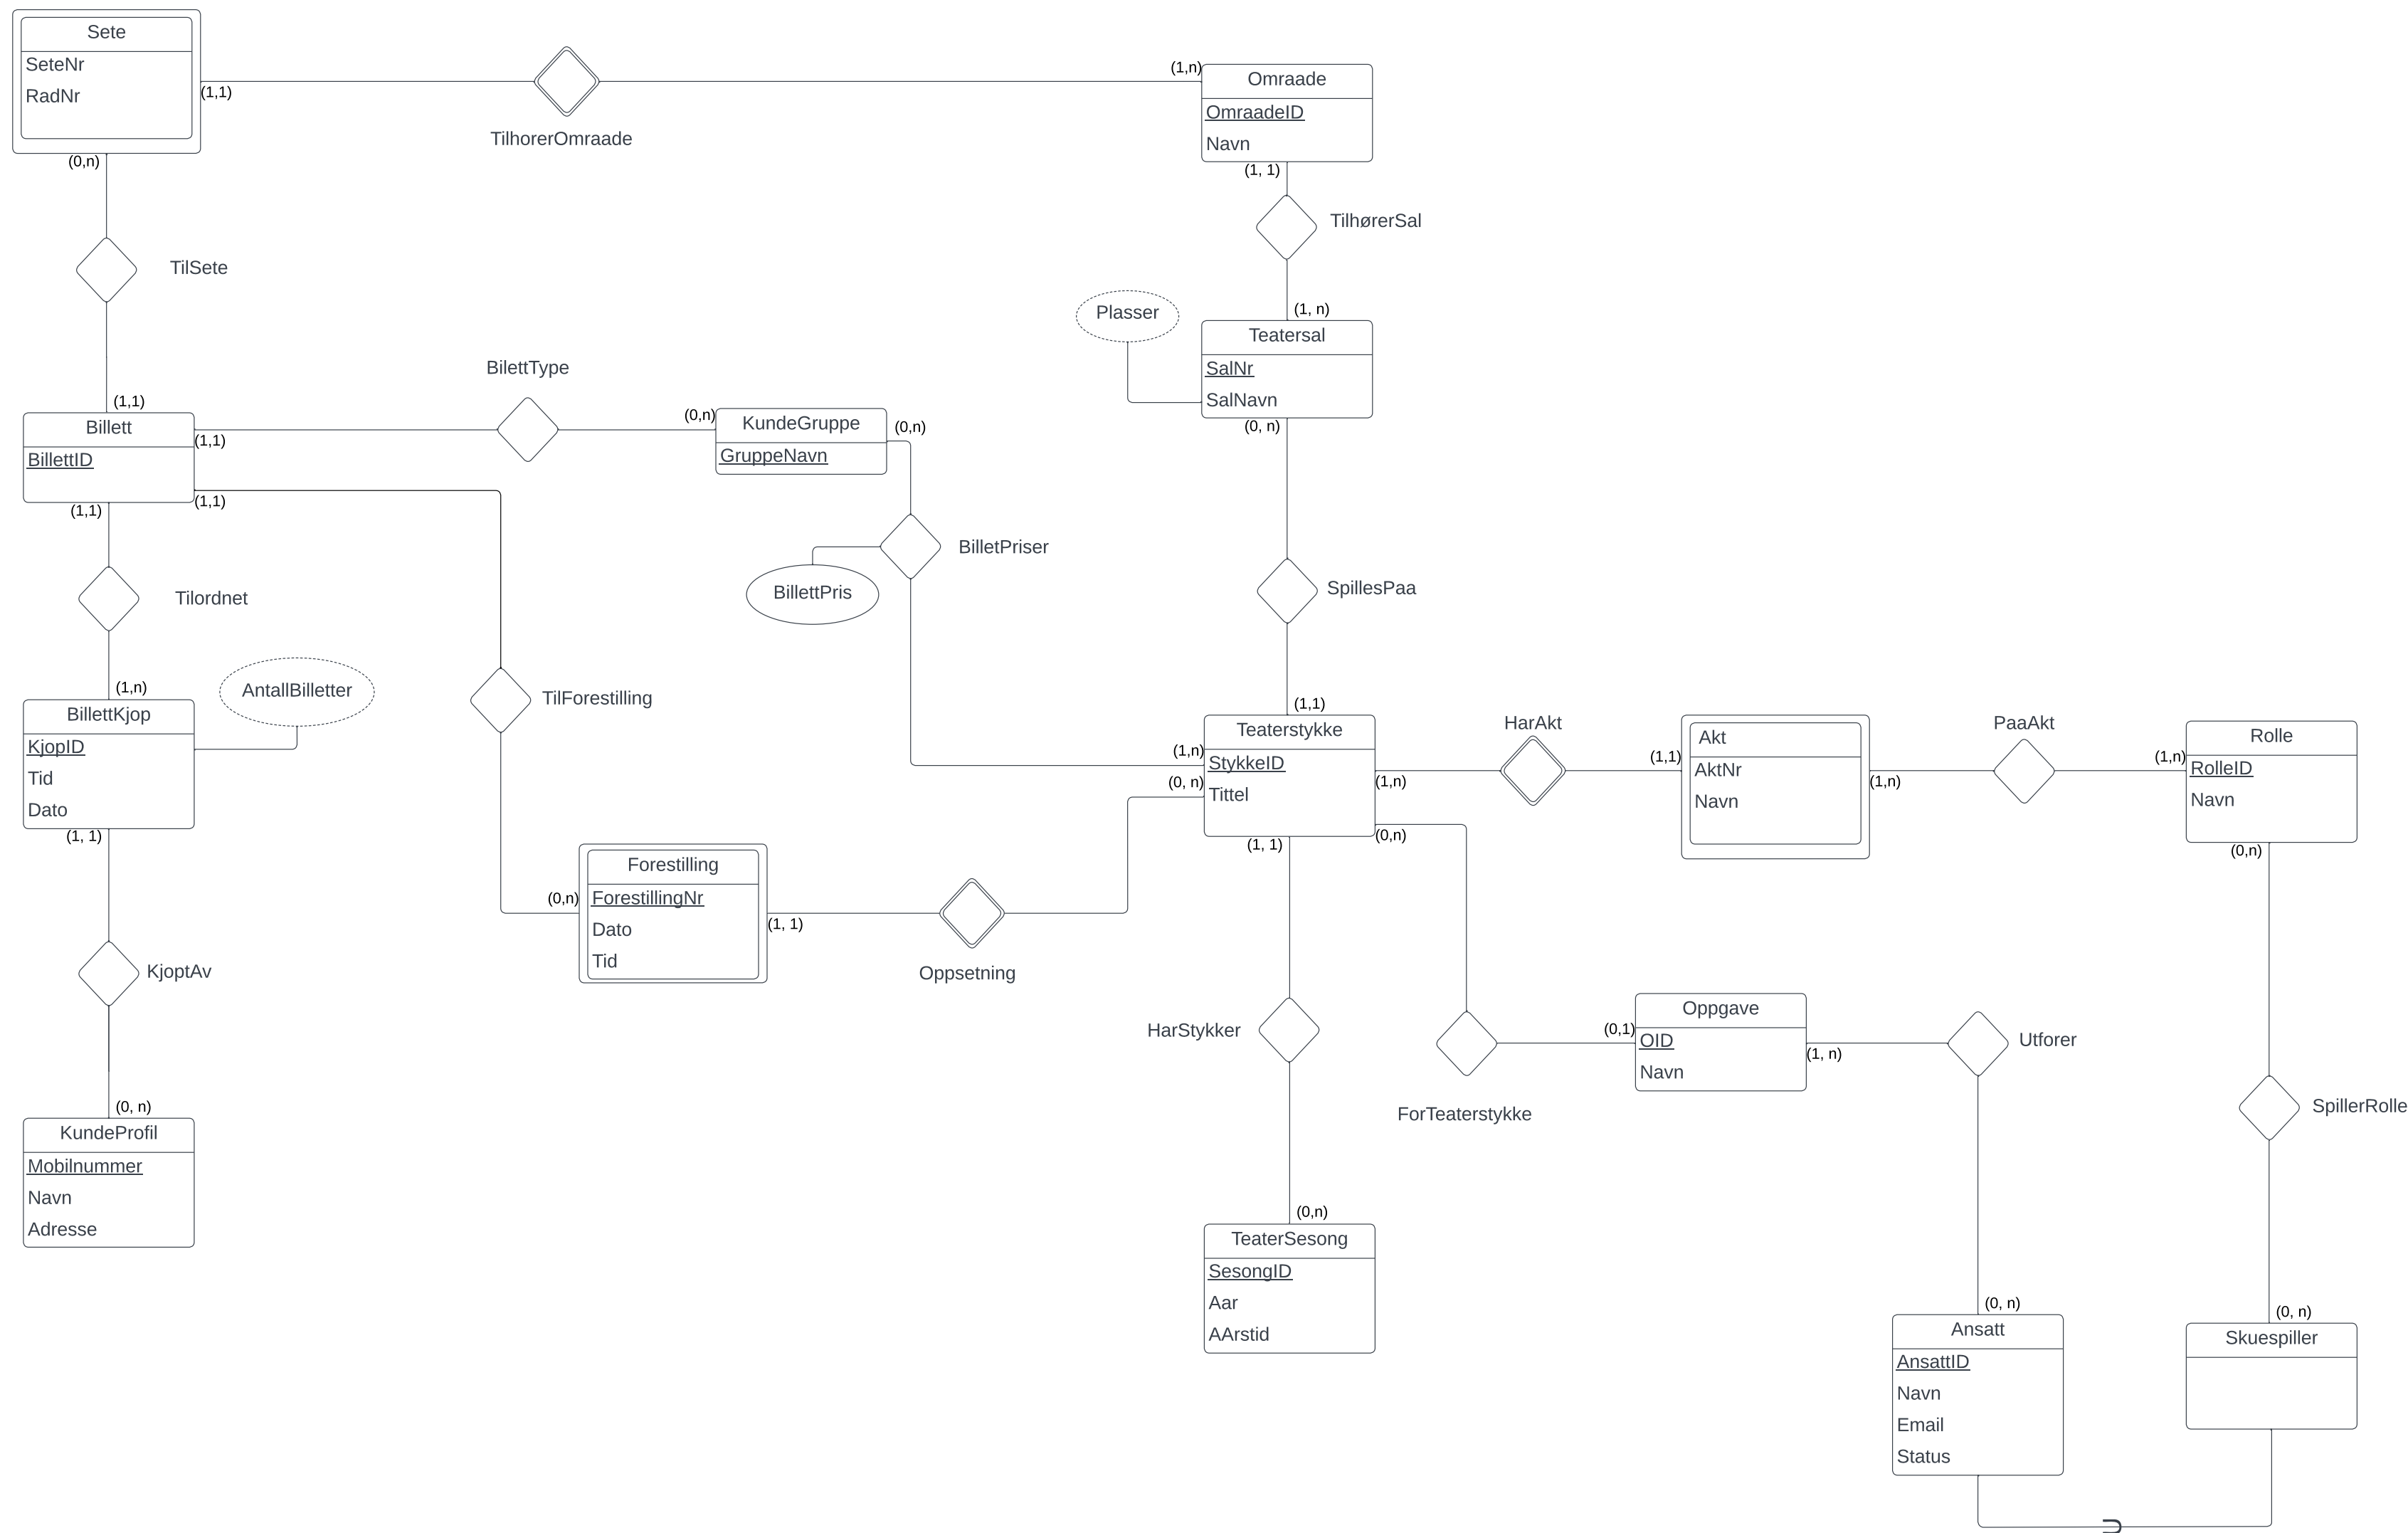 Sete
SeteNr
RadNr
(1,1)
(0,n)
TilhorerOmraade
(1,n)
Omraade
OmraadeID
Navn
(1, 1)
TilhørerSal
TilSete
(1, n)
Plasser
Teatersal
SalNr
SalNavn
(0, n)
BilettType
(1,1)
Billett
BillettID
(1,1)
(1,1)
(1,1)
(0,n)
KundeGruppe
GruppeNavn
(0,n)
BilletPriser
BillettPris
SpillesPaa
Tilordnet
(1,n)
AntallBilletter
BillettKjop
KjopID
Tid
Dato
(1, 1)
TilForestilling
(1,1)
Teaterstykke
StykkeID
Tittel
(1,n)
(0, n)
(1,n)
(0,n)
(1, 1)
HarAkt
(1,1)
Akt
AktNr
Navn
(1,n)
PaaAkt
(1,n)
Rolle
RolleID
Navn
(0,n)
(0,n)
Forestilling
ForestillingNr
Dato
Tid
(1, 1)
Oppsetning
KjoptAv
HarStykker
(0,1)
Oppgave
OID
Navn
(1, n)
Utforer
ForTeaterstykke
SpillerRolle
(0, n)
KundeProfil
Mobilnummer
Navn
Adresse
(0,n)
TeaterSesong
SesongID
Aar
AArstid
(0, n)
Ansatt
AnsattID
Navn
Email
Status
(0, n)
Skuespiller